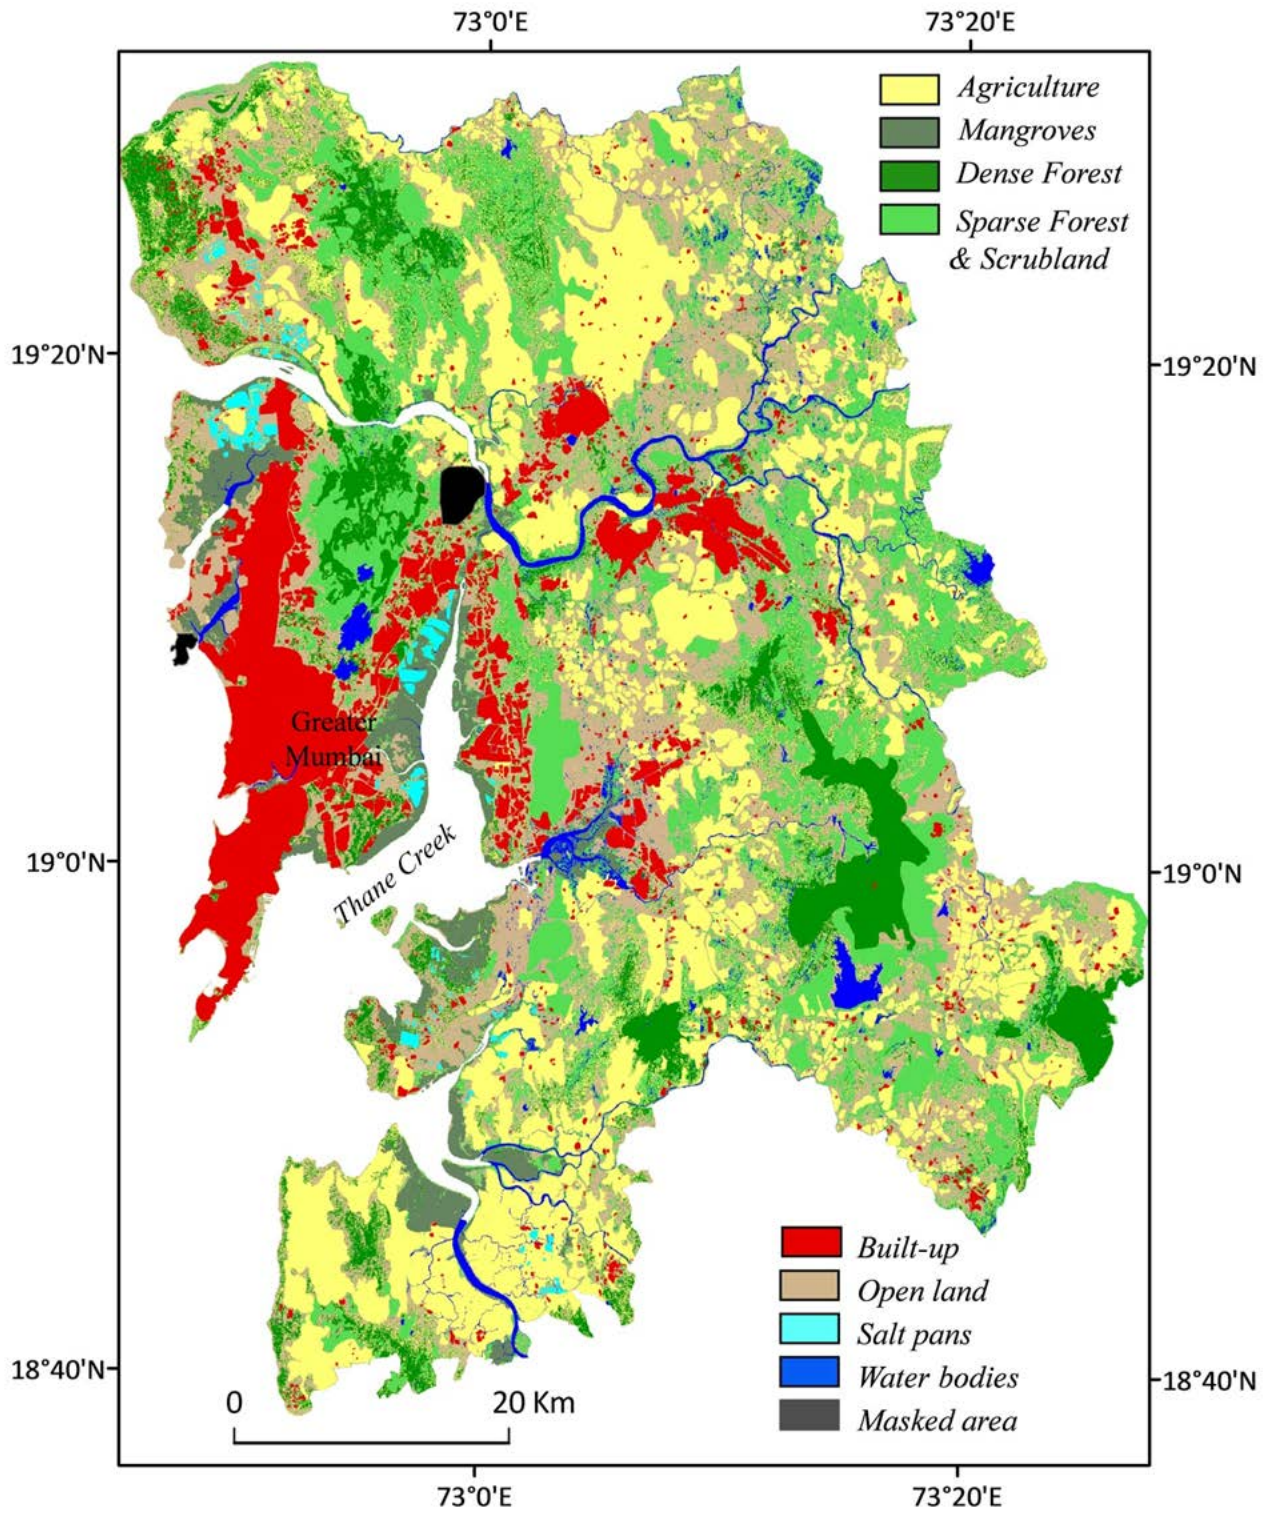 73°0'E
73°20'E
Agriculture
Mangroves
Dense Forest
Sparse Forest
& Scrubland
19°20'N
19°20'N
Greater
Mumbai
Thane Creek
19°0'N
19°0'N
Built-up
Open land
Salt pans
Water bodies
Masked area
18°40'N
18°40'N
0
20 Km
73°0'E
73°20'E